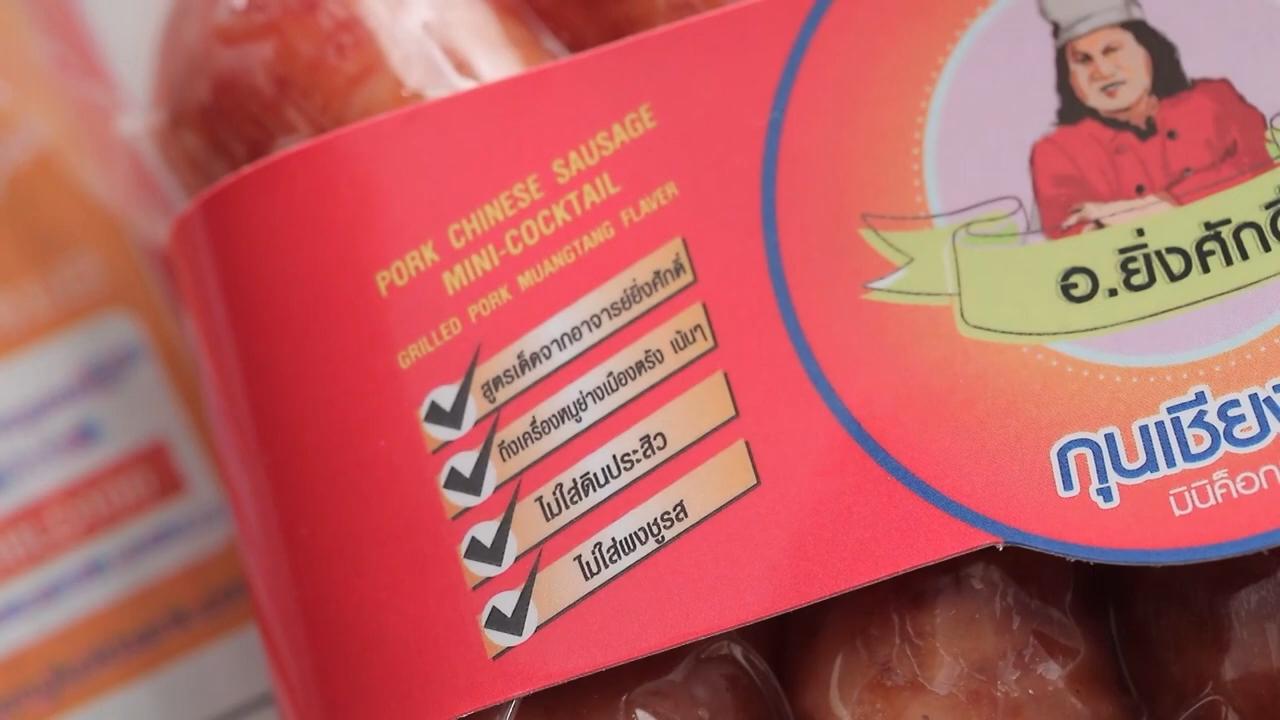 PORK CHINESE SAUSAGE
MINI-COCKTAIL
GRILLED PORK MUANGTANG FLAVER
สูตรเด็ดจากอาจารย์ยิ่งศักดิ์
ถึงเครื่องหมูย่างเมืองตรัง เน้นๆ
ไม่ใส่ดินประสิว
ไม่ใส่ผงชูรส
อ.ยิ่งศักดิ์
กุนเชียง
มินิค็อก